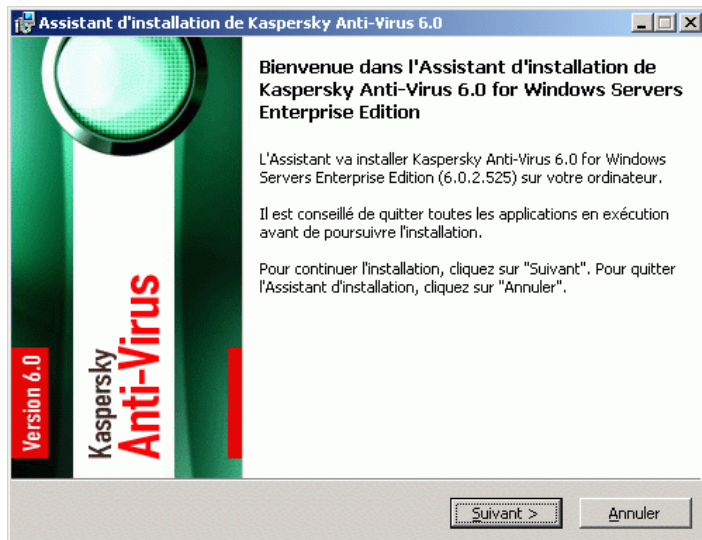 Assistant d'installation de Kaspersky Anti-Virus 6.0
Bienvenue dans l'Assistant d'installation de
Kaspersky Anti-Virus 6.0 for Windows Servers
Enterprise Edition
L'Assistant va installer Kaspersky Anti-Virus 6.0 for Windows
Servers Enterprise Edition (6.0.2.525) sur votre ordinateur.
Il est conseillé de quitter toutes les applications en exécution
avant de poursuivre l'installation.
Pour continuer l'installation, cliquez sur "Suivant". Pour quitter
l'Assistant d'installation, cliquez sur "Annuler".
Version 6.0
Kaspersky
Anti-Virus
Suivant >
Annuler